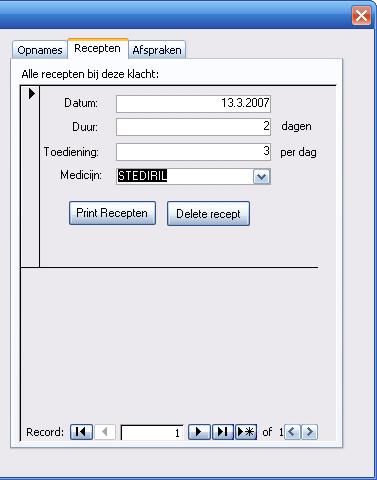 Opnames Recepten Afspraken
Alle recepten bij deze klacht:
Datum: 13.3.2007
Duur: 2 dagen
Toediening: 3 per dag
Medicijn: STEDIRIL
Print Recepten Delete recept
Record: 1 of 1